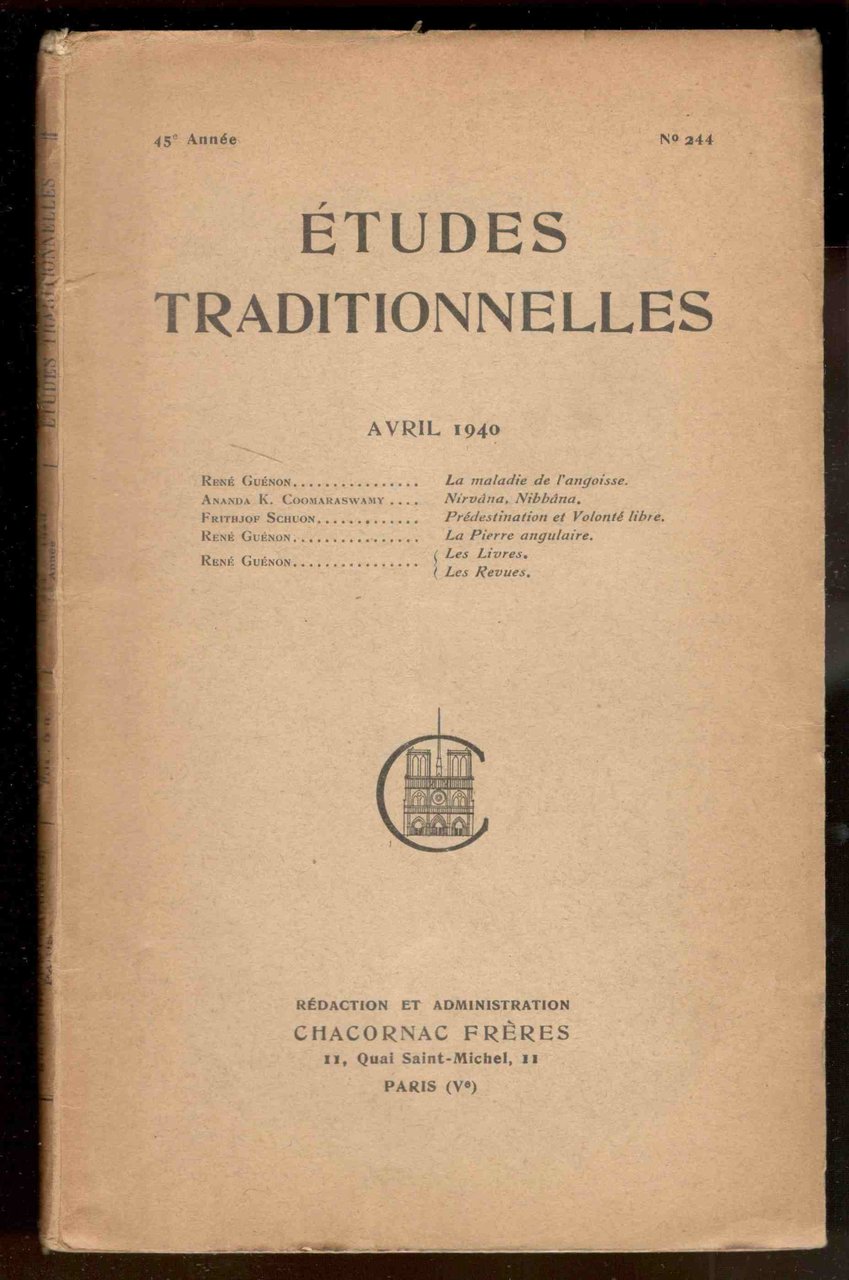 45e Année
Nº 244
ÉTUDES
TRADITIONNELLES
AVRIL 1940
René Guénon................ La maladie de l'angoisse.
Ananda K. Coomaraswamy .... Nirvâna, Nibbâna.
Frithjof Schuon............. Prédestination et Volonté libre.
René Guénon................ La Pierre angulaire.
René Guénon................ { Les Livres.
{ Les Revues.
RÉDACTION ET ADMINISTRATION
CHACORNAC FRÈRES
11, Quai Saint-Michel, 11
PARIS (Ve)
ÉTUDES TRADITIONNELLES